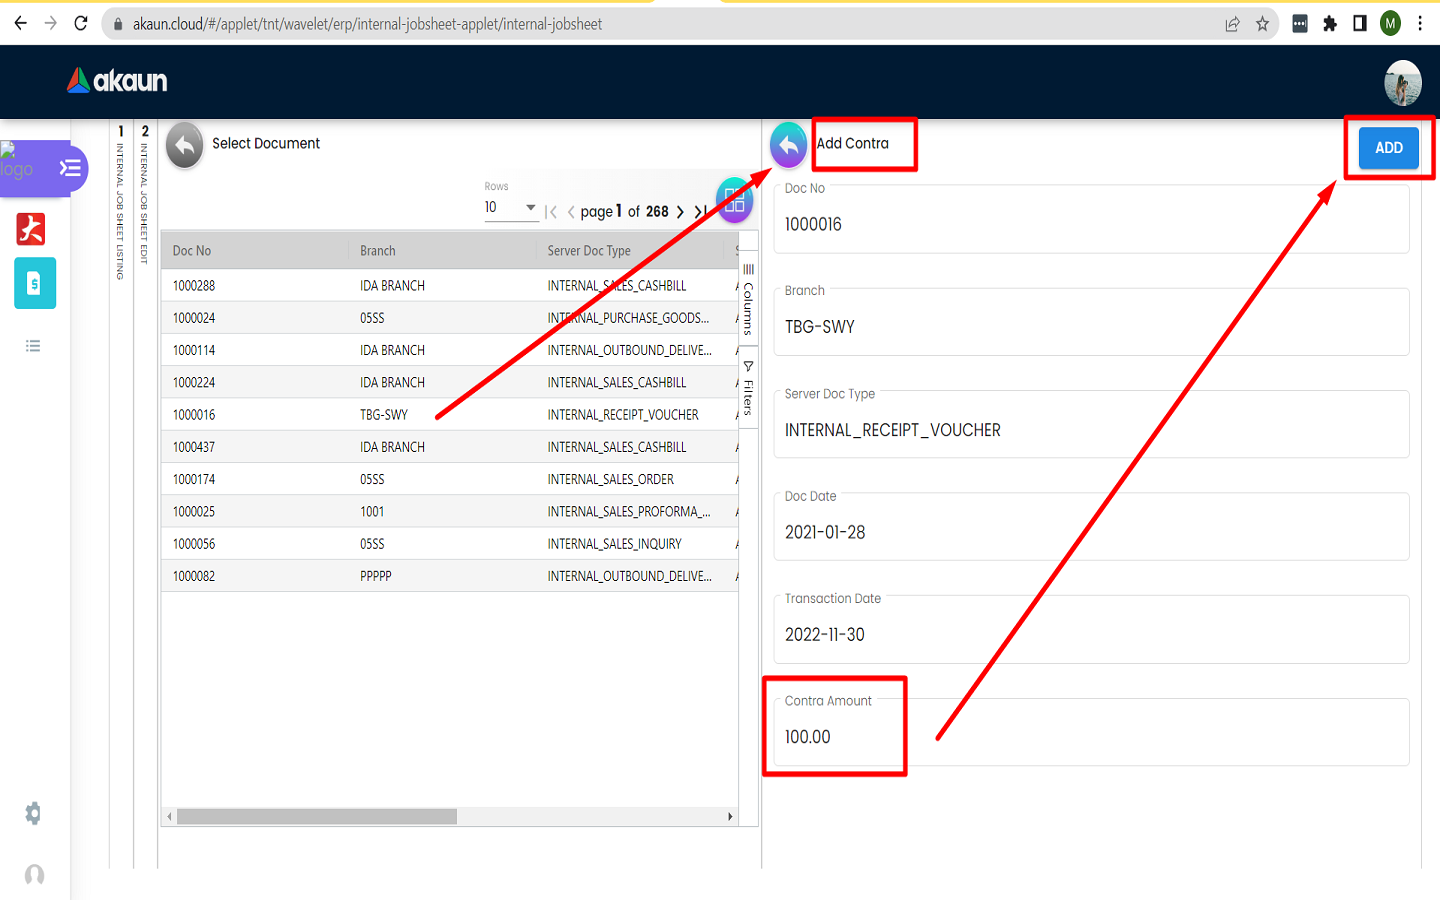 akaun.cloud/#/applet/tnt/wavelet/erp/internal-jobsheet-applet/internal-jobsheet
M
akaun
logo
1 INTERNAL JOB SHEET LISTING
2 INTERNAL JOB SHEET EDIT
Select Document
Rows
10
page 1 of 268
Doc No Branch Server Doc Type
1000288 IDA BRANCH INTERNAL_SALES_CASHBILL
1000024 05SS INTERNAL_PURCHASE_GOODS...
1000114 IDA BRANCH INTERNAL_OUTBOUND_DELIVE...
1000224 IDA BRANCH INTERNAL_SALES_CASHBILL
1000016 TBG-SWY INTERNAL_RECEIPT_VOUCHER
1000437 IDA BRANCH INTERNAL_SALES_CASHBILL
1000174 05SS INTERNAL_SALES_ORDER
1000025 1001 INTERNAL_SALES_PROFORMA_...
1000056 05SS INTERNAL_SALES_INQUIRY
1000082 PPPPP INTERNAL_OUTBOUND_DELIVE...
Columns
Filters
Add Contra
ADD
Doc No
1000016
Branch
TBG-SWY
Server Doc Type
INTERNAL_RECEIPT_VOUCHER
Doc Date
2021-01-28
Transaction Date
2022-11-30
Contra Amount
100.00